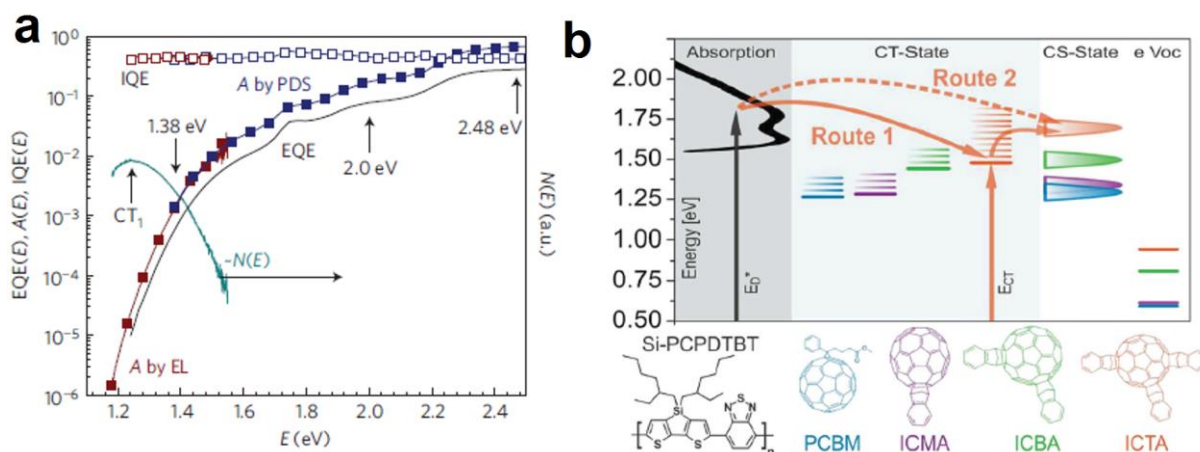 a
EQE(E), A(E), IQE(E)
10⁰
10⁻¹
10⁻²
10⁻³
10⁻⁴
10⁻⁵
10⁻⁶
IQE
A by PDS
1.38 eV
EQE
2.0 eV
2.48 eV
CT₁
~N(E)
A by EL
N(E) (a.u.)
1.2 1.4 1.6 1.8 2.0 2.2 2.4
E (eV)
b
Absorption CT-State CS-State e Voc
Energy [eV]
2.00
1.75
1.50
1.25
1.00
0.75
0.50
Route 2
Route 1
E_D*
E_CT
Si-PCPDTBT
Si
S S
N S N
n
O
O
PCBM ICMA ICBA ICTA